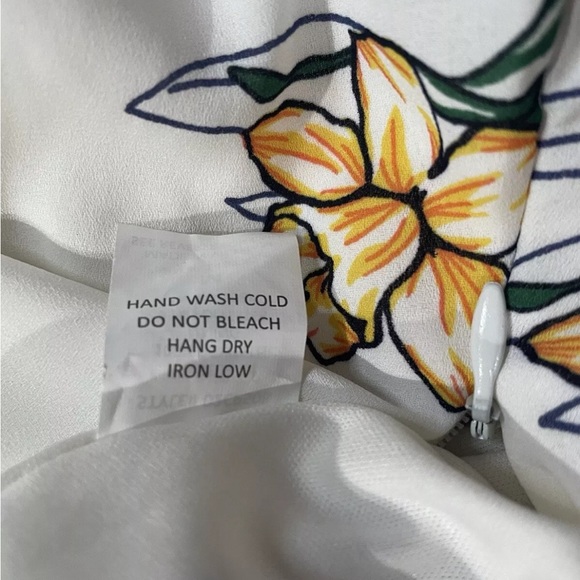 HAND WASH COLD
DO NOT BLEACH
HANG DRY
IRON LOW